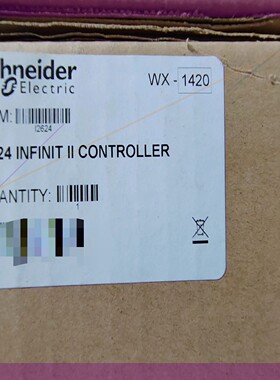 hneider
Electric
WX - 1420
M:
I2624
24 INFINIT II CONTROLLER
ANTITY:
1